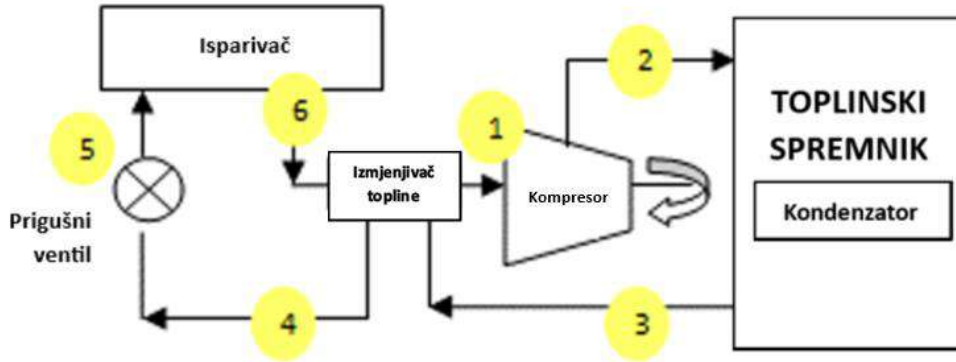 Isparivač
2
6
1
TOPLINSKI
SPREMNIK
5
Izmjenjivač
topline
Kompresor
Kondenzator
Prigušni
ventil
4
3